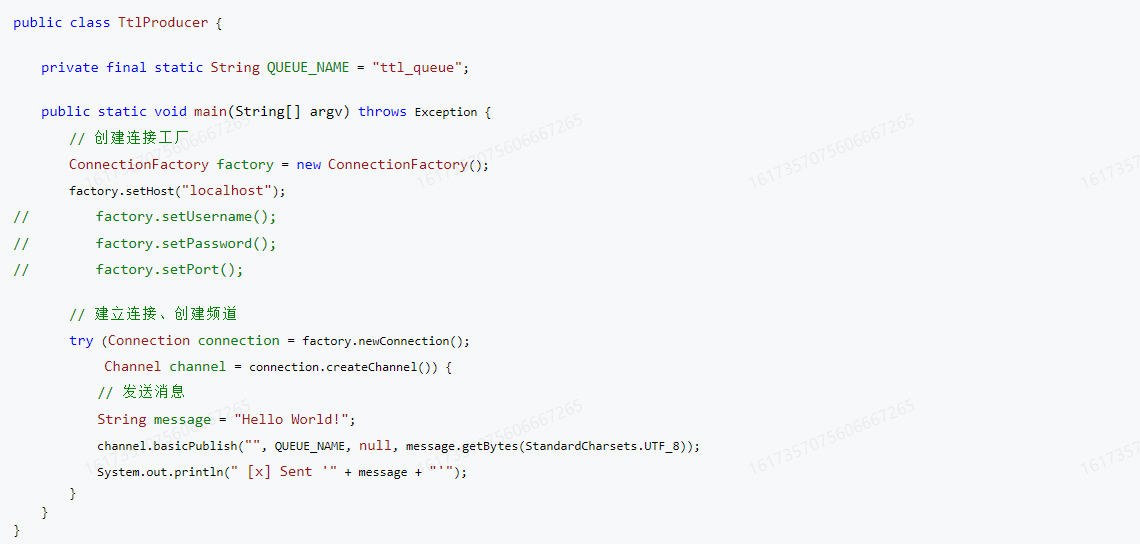 public class TtlProducer {
private final static String QUEUE_NAME = "ttl_queue";
public static void main(String[] argv) throws Exception {
// 创建连接工厂
ConnectionFactory factory = new ConnectionFactory();
factory.setHost("localhost");
//        factory.setUsername();
//        factory.setPassword();
//        factory.setPort();
// 建立连接、创建频道
try (Connection connection = factory.newConnection();
Channel channel = connection.createChannel()) {
// 发送消息
String message = "Hello World!";
channel.basicPublish("", QUEUE_NAME, null, message.getBytes(StandardCharsets.UTF_8));
System.out.println(" [x] Sent '" + message + "'");
}
}
}
1617357075606667265
1617357075606667265
1617357075606667265
1617357
1617357075606667265
1617357075606667265
1617357075606667265
1617357